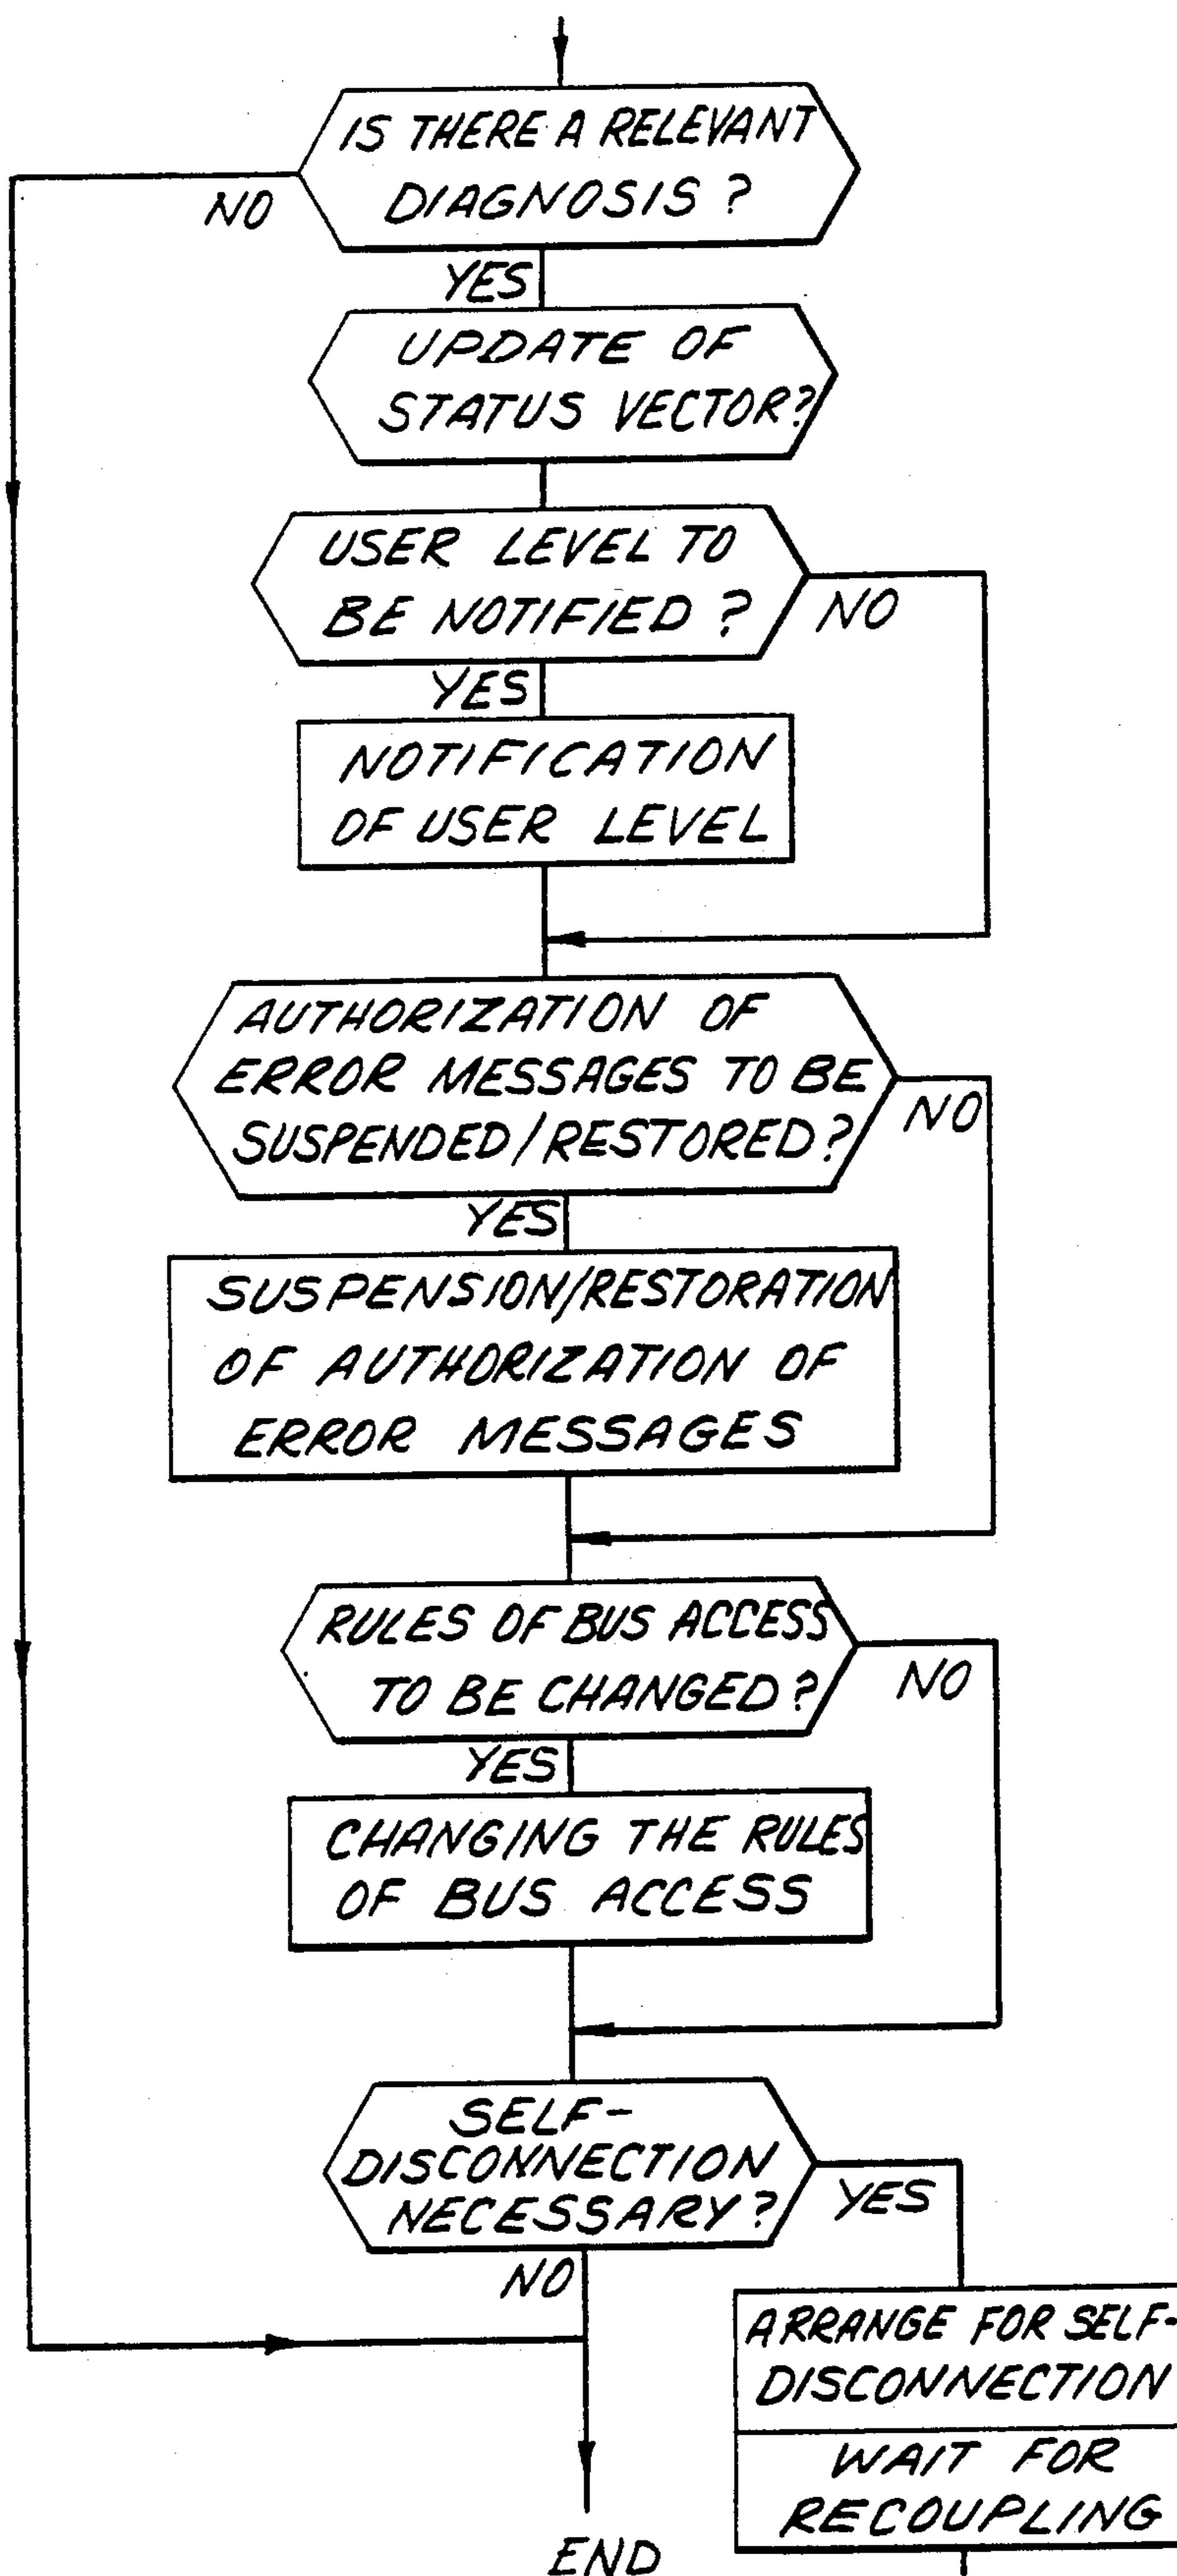 IS THERE A RELEVANT
DIAGNOSIS ?
NO
YES
UPDATE OF
STATUS VECTOR?
USER LEVEL TO
BE NOTIFIED ?
NO
YES
NOTIFICATION
OF USER LEVEL
AUTHORIZATION OF
ERROR MESSAGES TO BE
SUSPENDED/RESTORED?
NO
YES
SUSPENSION/RESTORATION
OF AUTHORIZATION OF
ERROR MESSAGES
RULES OF BUS ACCESS
TO BE CHANGED?
NO
YES
CHANGING THE RULES
OF BUS ACCESS
SELF-
DISCONNECTION
NECESSARY?
YES
NO
ARRANGE FOR SELF-
DISCONNECTION
WAIT FOR
RECOUPLING
END